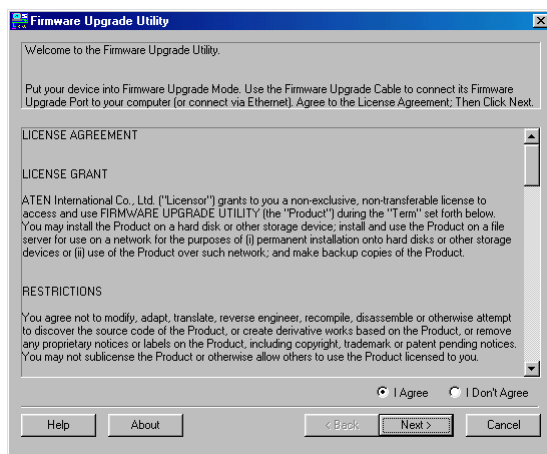 Firmware Upgrade Utility
Welcome to the Firmware Upgrade Utility.
Put your device into Firmware Upgrade Mode. Use the Firmware Upgrade Cable to connect its Firmware
Upgrade Port to your computer (or connect via Ethernet). Agree to the License Agreement; Then Click Next.
LICENSE AGREEMENT
LICENSE GRANT
ATEN International Co., Ltd. ("Licensor") grants to you a non-exclusive, non-transferable license to
access and use FIRMWARE UPGRADE UTILITY (the "Product") during the "Term" set forth below.
You may install the Product on a hard disk or other storage device; install and use the Product on a file
server for use on a network for the purposes of (i) permanent installation onto hard disks or other storage
devices or (ii) use of the Product over such network; and make backup copies of the Product.
RESTRICTIONS
You agree not to modify, adapt, translate, reverse engineer, recompile, disassemble or otherwise attempt
to discover the source code of the Product, or create derivative works based on the Product, or remove
any proprietary notices or labels on the Product, including copyright, trademark or patent pending notices.
You may not sublicense the Product or otherwise allow others to use the Product licensed to you.
I Agree I Don't Agree
Help About < Back Next > Cancel